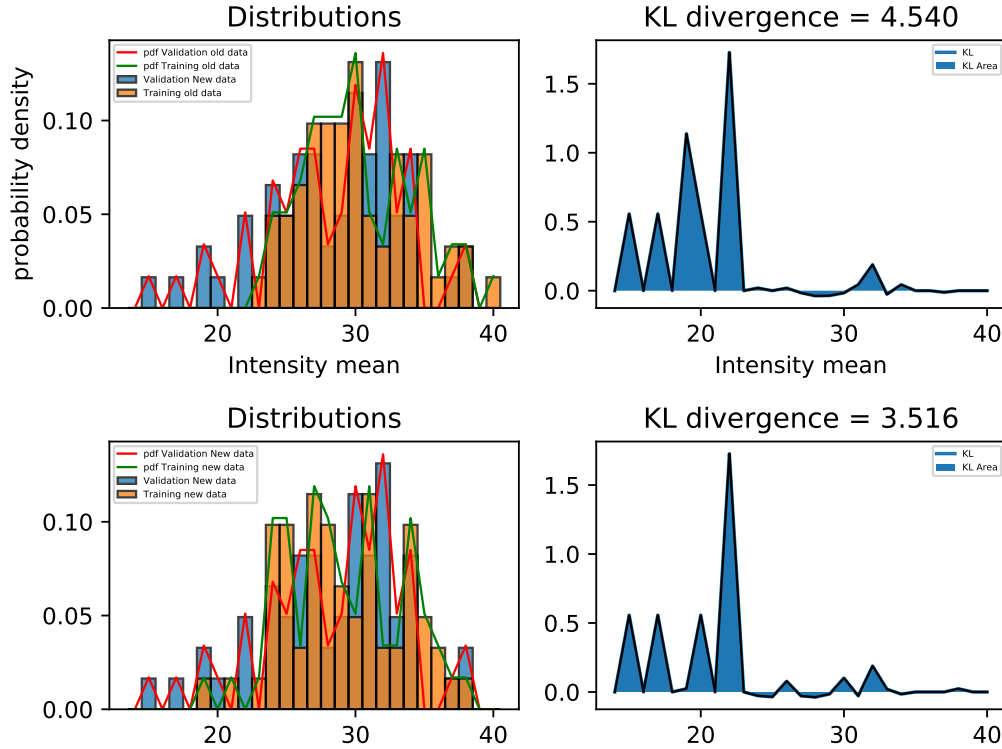 Distributions
KL divergence = 4.540
pdf Validation old data
pdf Training old data
Validation New data
Training old data
KL
KL Area
probability density
0.10
0.05
0.00
1.5
1.0
0.5
0.0
20
30
40
20
30
40
Intensity mean
Intensity mean
Distributions
KL divergence = 3.516
pdf Validation New data
pdf Training new data
Validation New data
Training new data
KL
KL Area
0.10
0.05
0.00
1.5
1.0
0.5
0.0
20
30
40
20
30
40